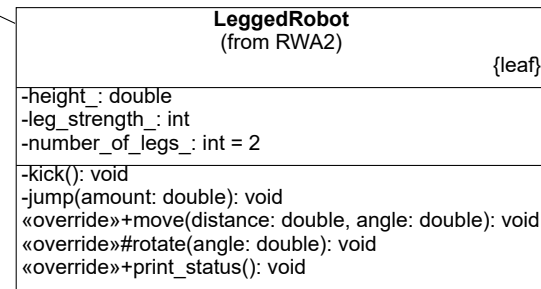 LeggedRobot
(from RWA2)
{leaf}
-height_: double
-leg_strength_: int
-number_of_legs_: int = 2
-kick(): void
-jump(amount: double): void
«override»+move(distance: double, angle: double): void
«override»#rotate(angle: double): void
«override»+print_status(): void